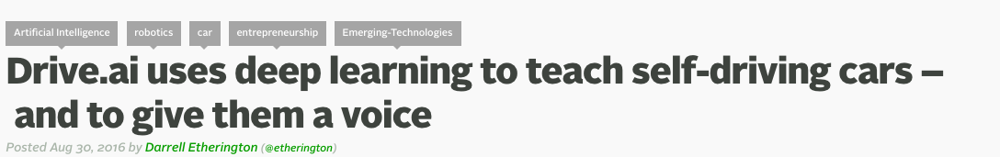 Artificial Intelligence robotics car entrepreneurship Emerging-Technologies
Drive.ai uses deep learning to teach self-driving cars –
and to give them a voice
Posted Aug 30, 2016 by Darrell Etherington (@etherington)